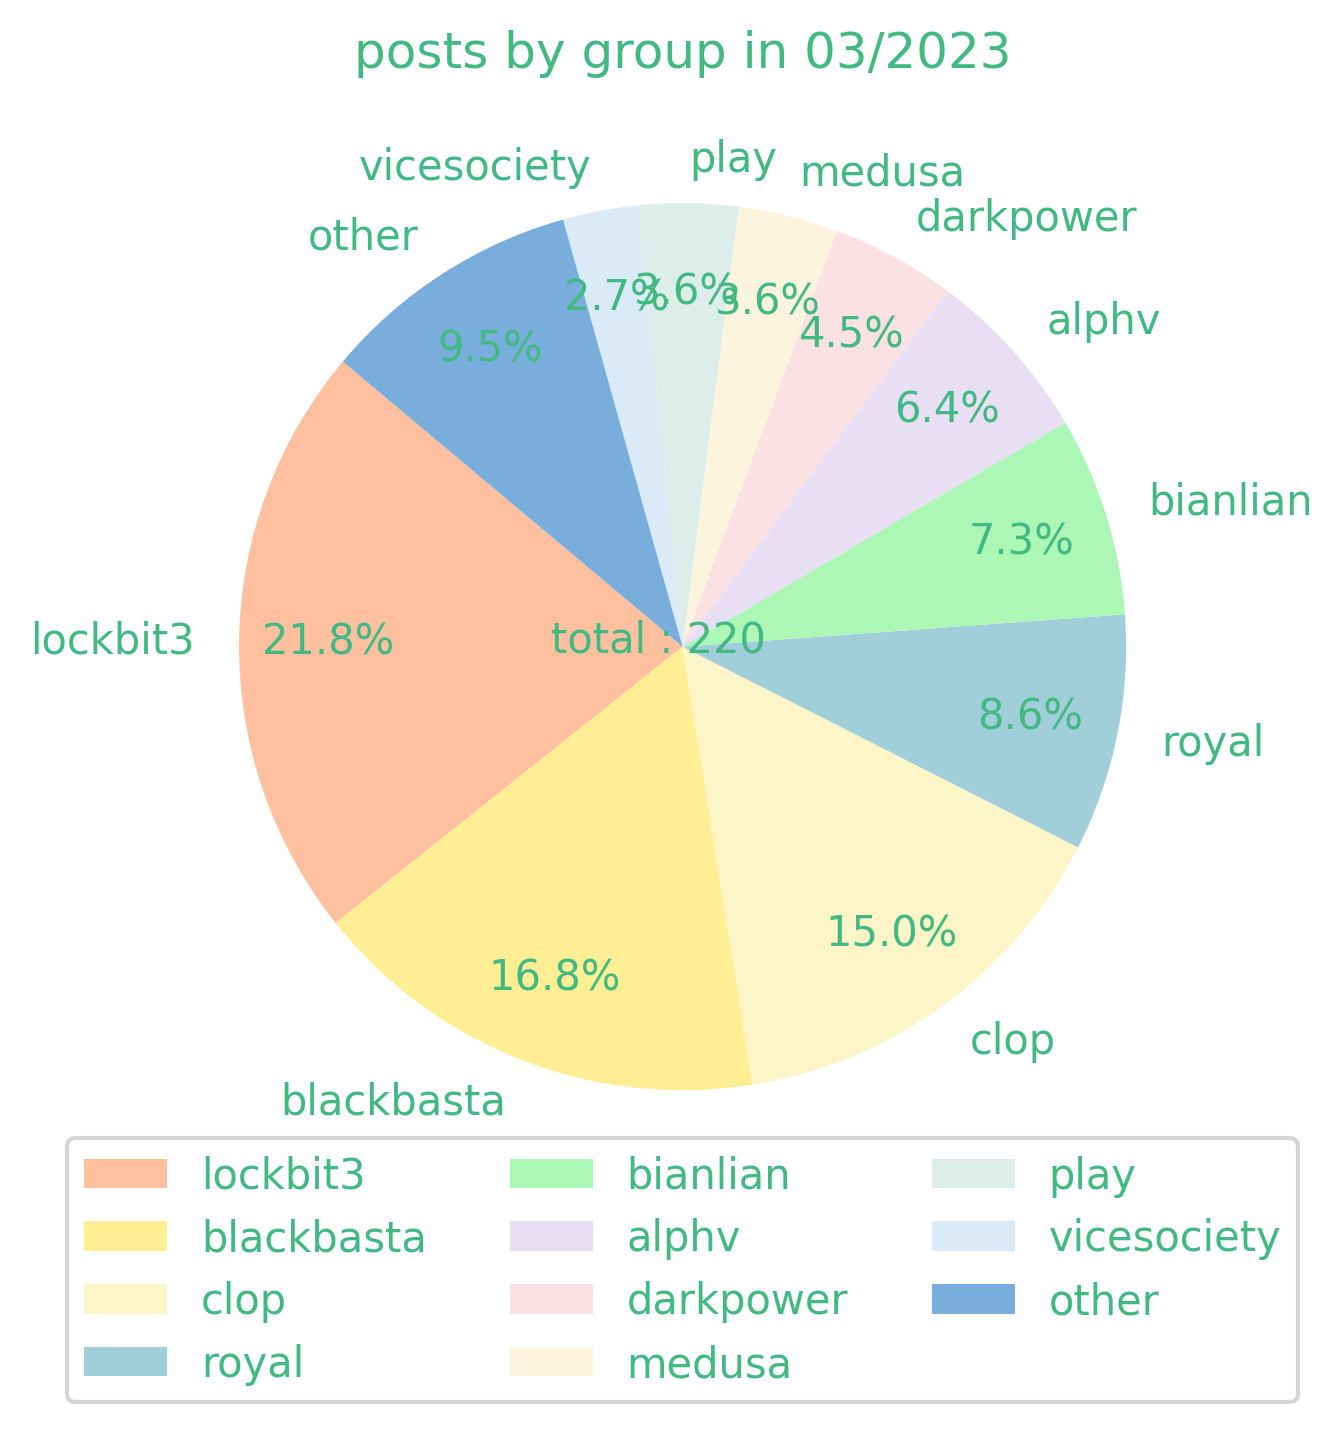 posts by group in 03/2023
play
vicesociety
medusa
darkpower
other
2.7%
3.6%
3.6%
4.5%
alphv
9.5%
6.4%
bianlian
7.3%
lockbit3
21.8%
total : 220
8.6%
royal
15.0%
16.8%
clop
blackbasta
lockbit3
blackbasta
clop
royal
bianlian
alphv
darkpower
medusa
play
vicesociety
other